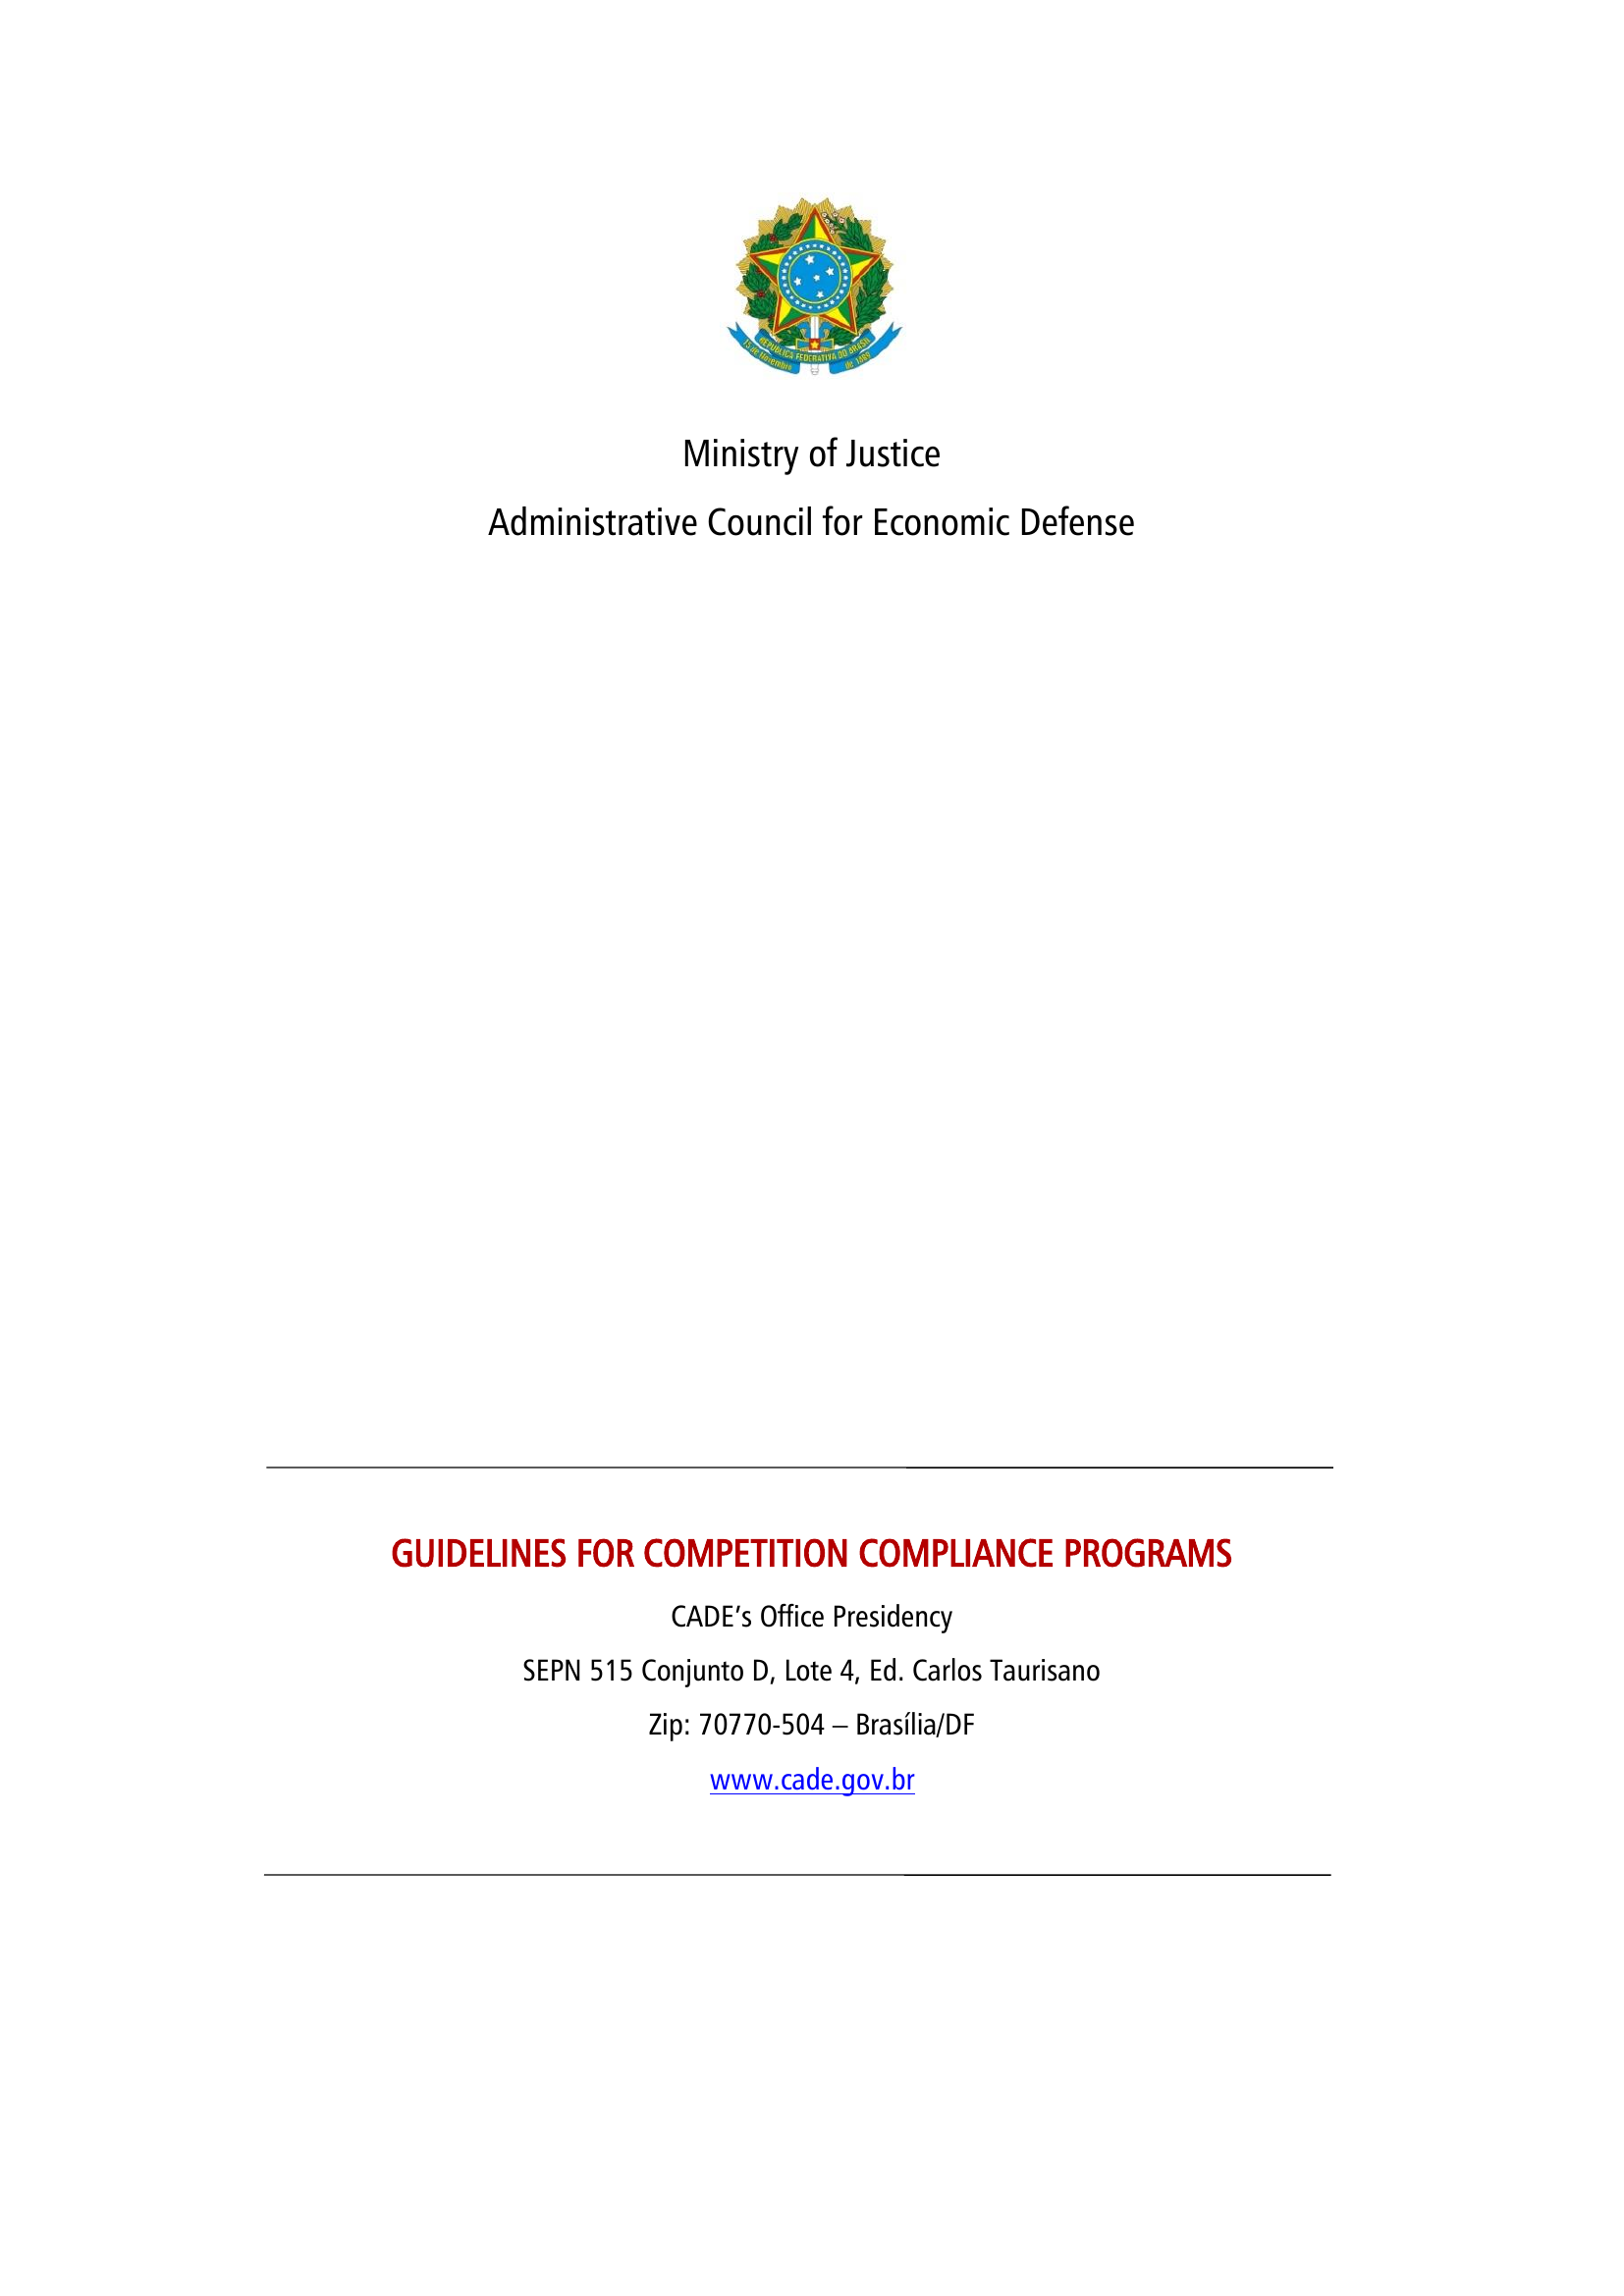 REPÚBLICA FEDERATIVA DO BRASIL
15 de Novembro de 1889
Ministry of Justice
Administrative Council for Economic Defense
GUIDELINES FOR COMPETITION COMPLIANCE PROGRAMS
CADE’s Office Presidency
SEPN 515 Conjunto D, Lote 4, Ed. Carlos Taurisano
Zip: 70770-504 – Brasília/DF
www.cade.gov.br